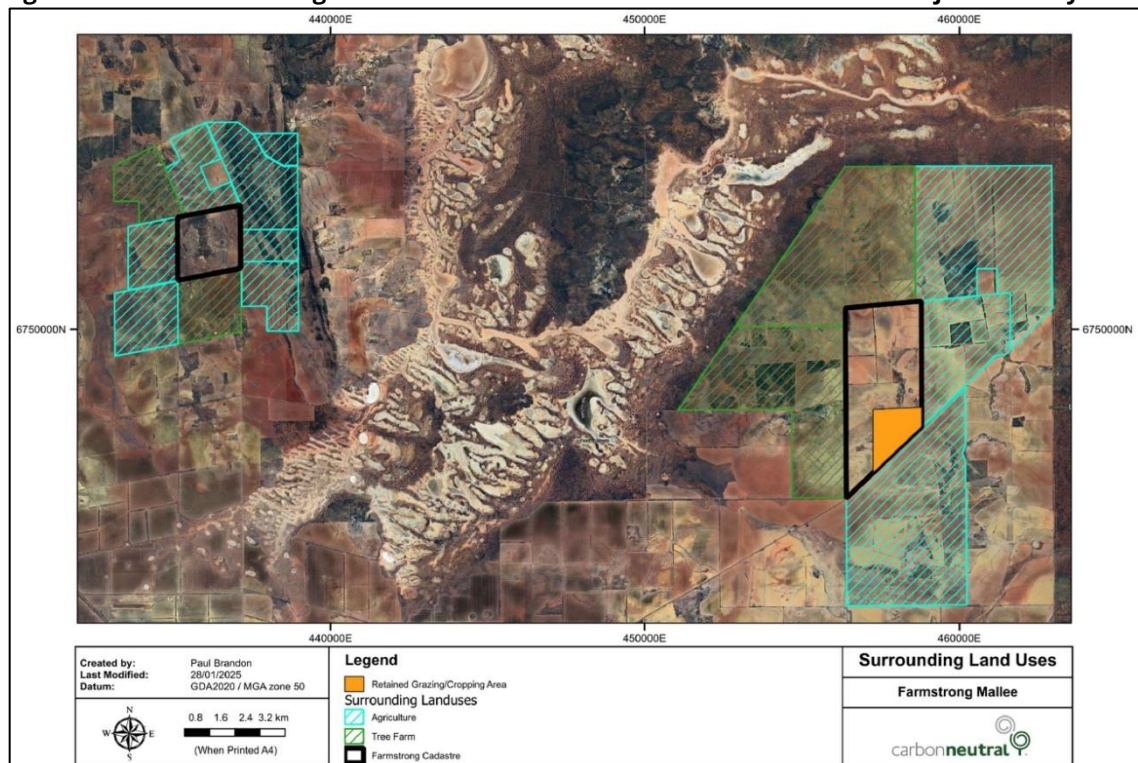 440000E
450000E
460000E
6750000N
6750000N
440000E
450000E
460000E
Created by: Paul Brandon
Last Modified: 28/01/2025
Datum: GDA2020 / MGA zone 50
N
W E
S
0.8 1.6 2.4 3.2 km
(When Printed A4)
Legend
Retained Grazing/Cropping Area
Surrounding Landuses
Agriculture
Tree Farm
Farmstrong Cadastre
Surrounding Land Uses
Farmstrong Mallee
carbonneutral